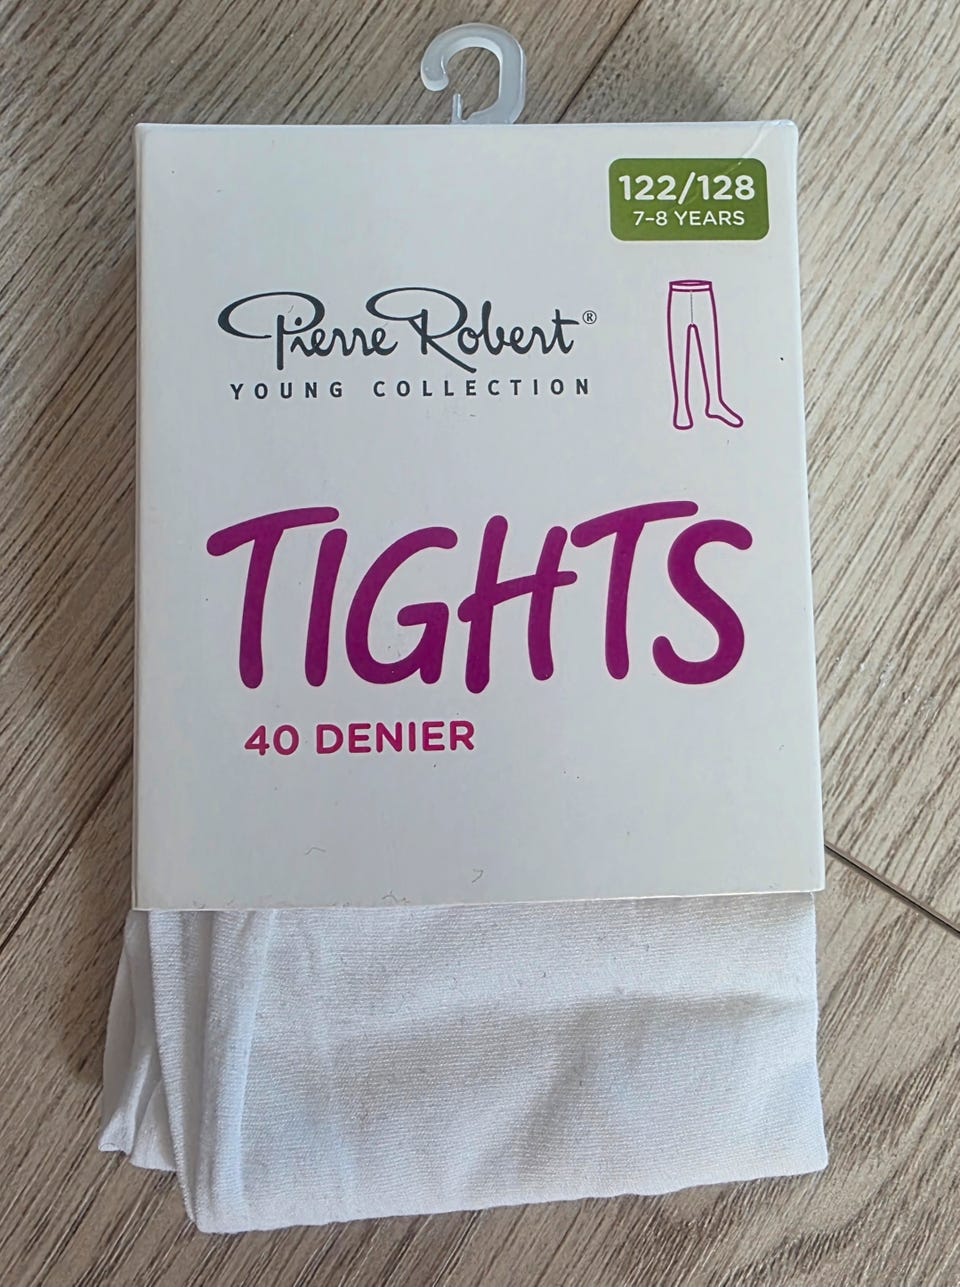 122/128
7-8 YEARS
Pierre Robert®
YOUNG COLLECTION
TIGHTS
40 DENIER